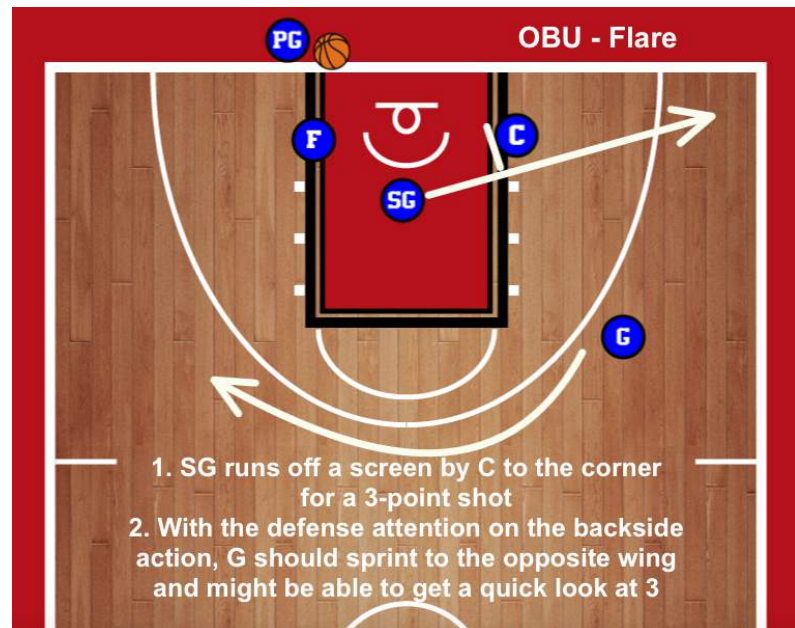 PG
OBU - Flare
F
C
SG
G
1. SG runs off a screen by C to the corner
for a 3-point shot
2. With the defense attention on the backside
action, G should sprint to the opposite wing
and might be able to get a quick look at 3